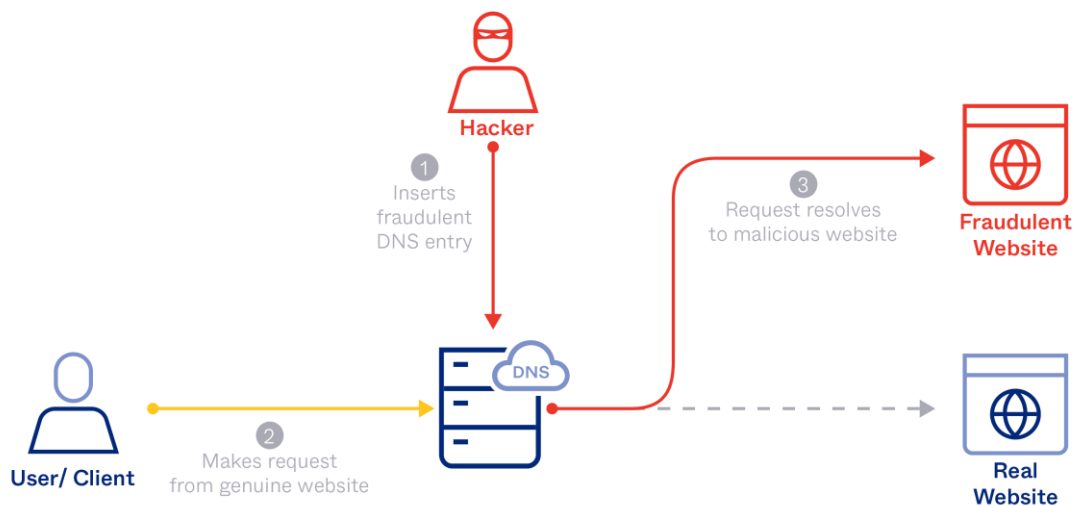 Hacker
1
Inserts
fraudulent
DNS entry
3
Request resolves
to malicious website
Fraudulent
Website
DNS
User/ Client
2
Makes request
from genuine website
Real
Website